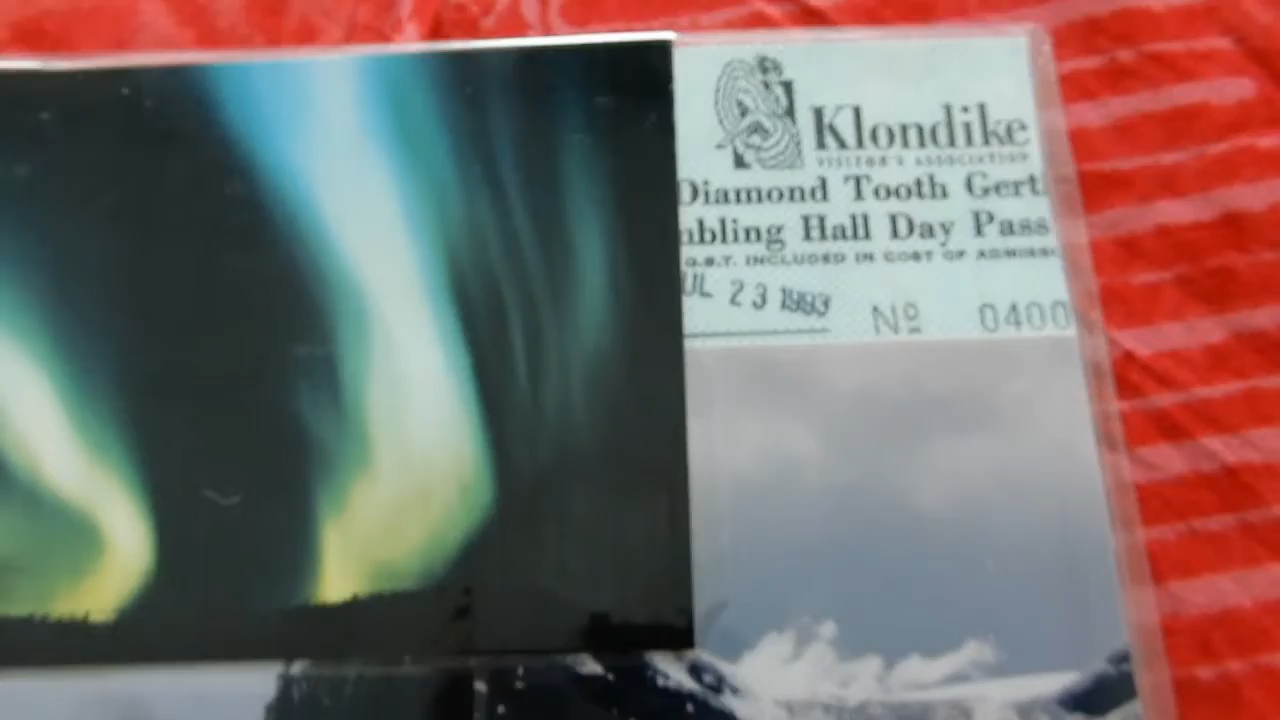 Klondike
VISITOR'S ASSOCIATION
Diamond Tooth Gert
mbling Hall Day Pass
G.S.T. INCLUDED IN COST OF ADMISS
UL 23 1993
Nº 0400